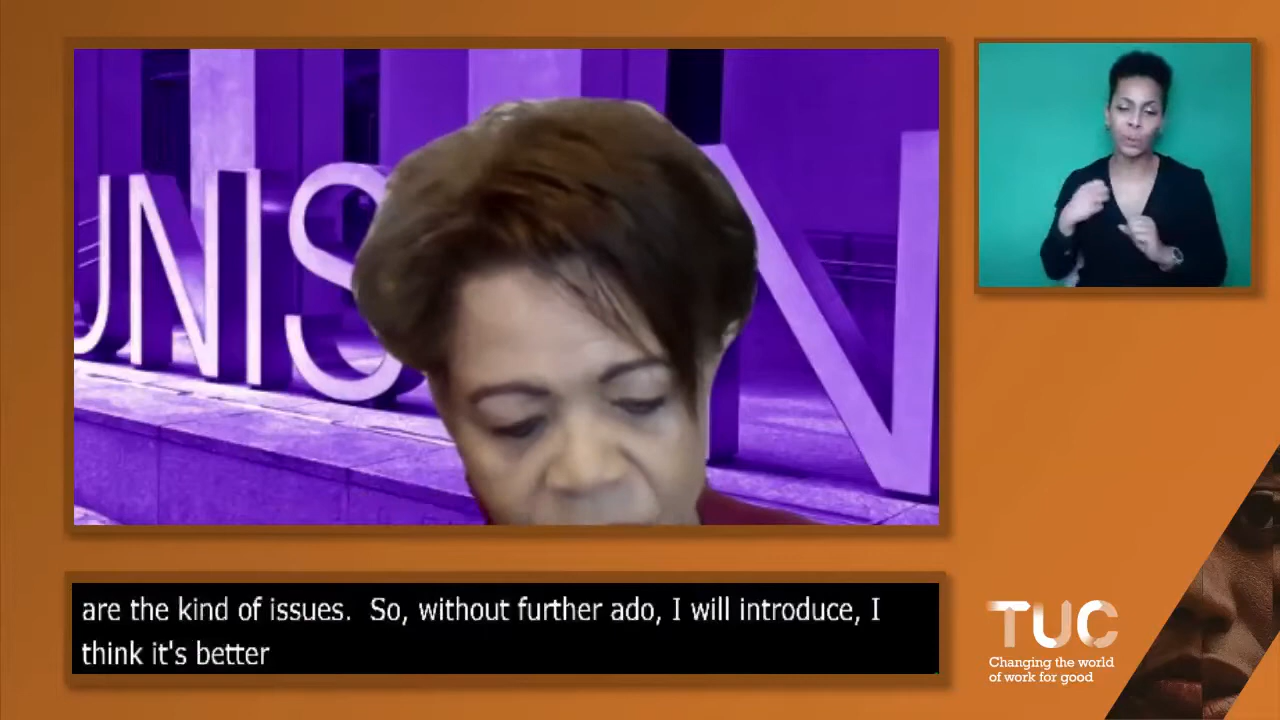 UNIS N
are the kind of issues.  So, without further ado, I will introduce, I
think it's better
TUC
Changing the world
of work for good